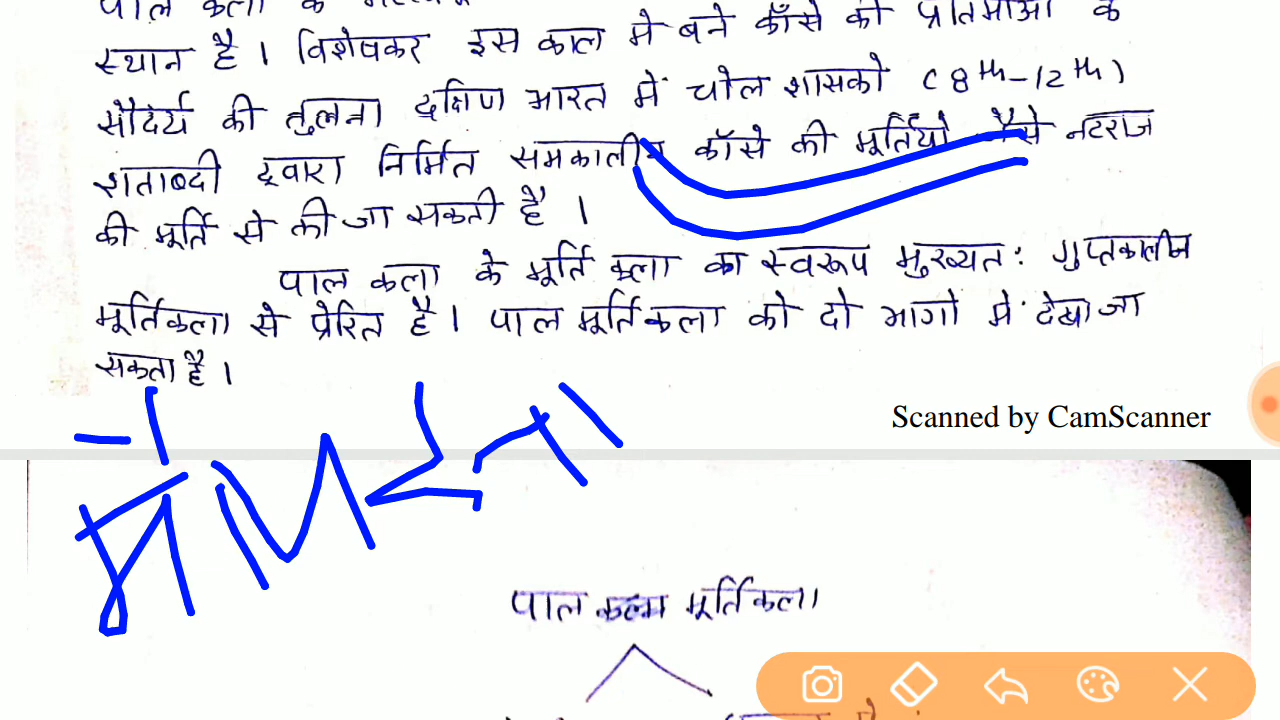 पाल कला के
स्थान है । विशेषकर इस काल मे बने काँसे की प्रतिमाओ के
सौदर्य की तुलना दक्षिण भारत में चोल शासको (8th-12th)
शताब्दी द्वारा निर्मित समकालीन काँसे की मूर्तियो जैसे नटराज
की मूर्ति से की जा सकती है ।
पाल कला के मूर्ति कला का स्वरूप मुख्यत: गुप्तकालीन
मूर्तिकला से प्रेरित है । पाल मूर्तिकला को दो भागो मे देखा जा
सकता है ।
Scanned by CamScanner
पाल कला मूर्तिकला